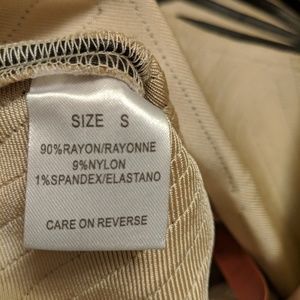 SIZE S
90%RAYON/RAYONNE
9%NYLON
1%SPANDEX/ELASTANO
CARE ON REVERSE